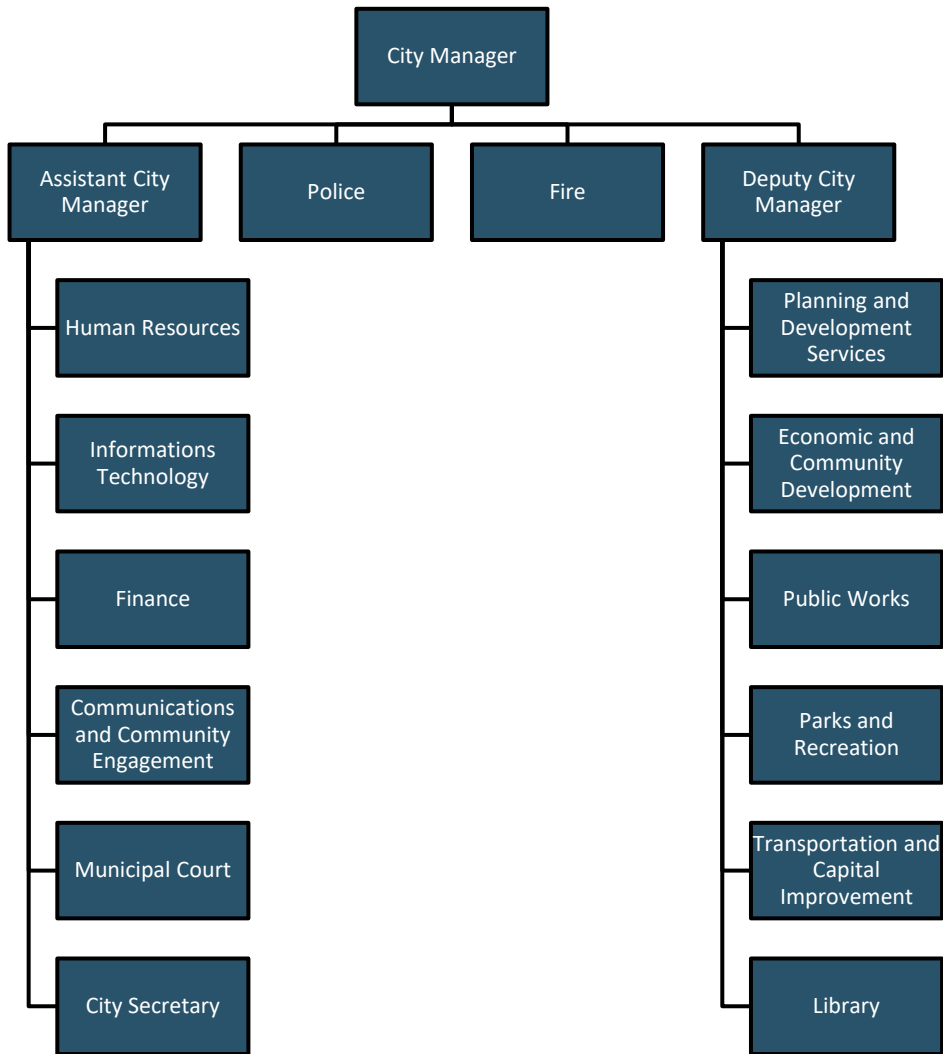 City Manager
Assistant City
Manager
Police
Fire
Deputy City
Manager
Human Resources
Informations
Technology
Finance
Communications
and Community
Engagement
Municipal Court
City Secretary
Planning and
Development
Services
Economic and
Community
Development
Public Works
Parks and
Recreation
Transportation and
Capital
Improvement
Library